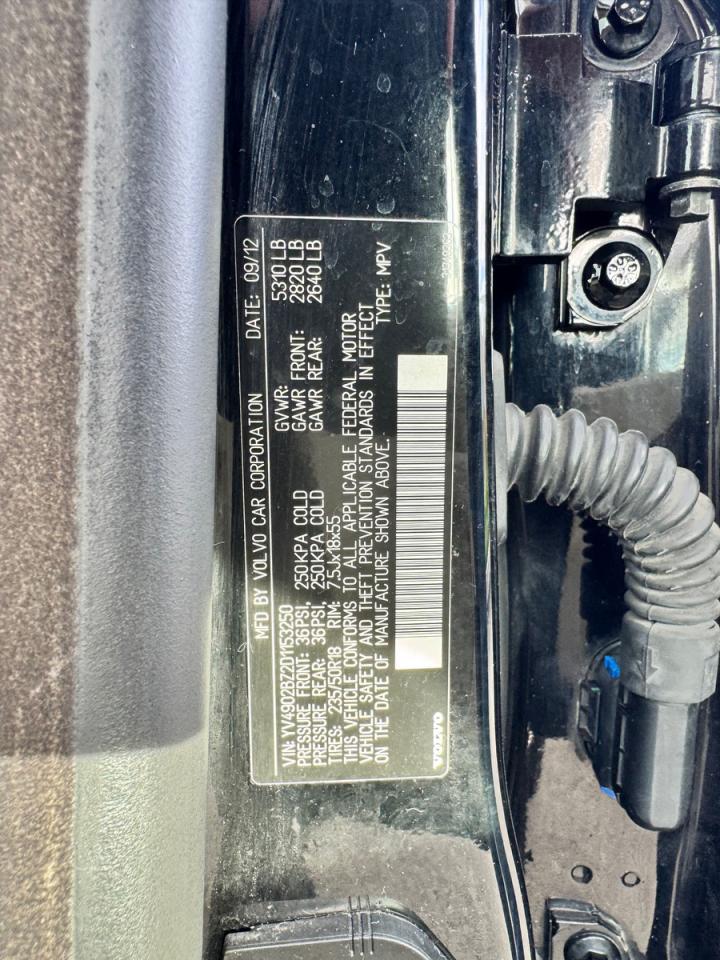 MFD BY VOLVO CAR CORPORATION DATE: 09/12
VIN: YV4902BZ2D1153250 GVWR: 5310 LB
PRESSURE FRONT: 36PSI, 250KPA COLD GAWR FRONT: 2820 LB
PRESSURE REAR: 36PSI, 250KPA COLD GAWR REAR: 2640 LB
TIRES: 235/50R18 RIM: 7.5Jx18x55
THIS VEHICLE CONFORMS TO ALL APPLICABLE FEDERAL MOTOR
VEHICLE SAFETY AND THEFT PREVENTION STANDARDS IN EFFECT
ON THE DATE OF MANUFACTURE SHOWN ABOVE. TYPE: MPV
VOLVO